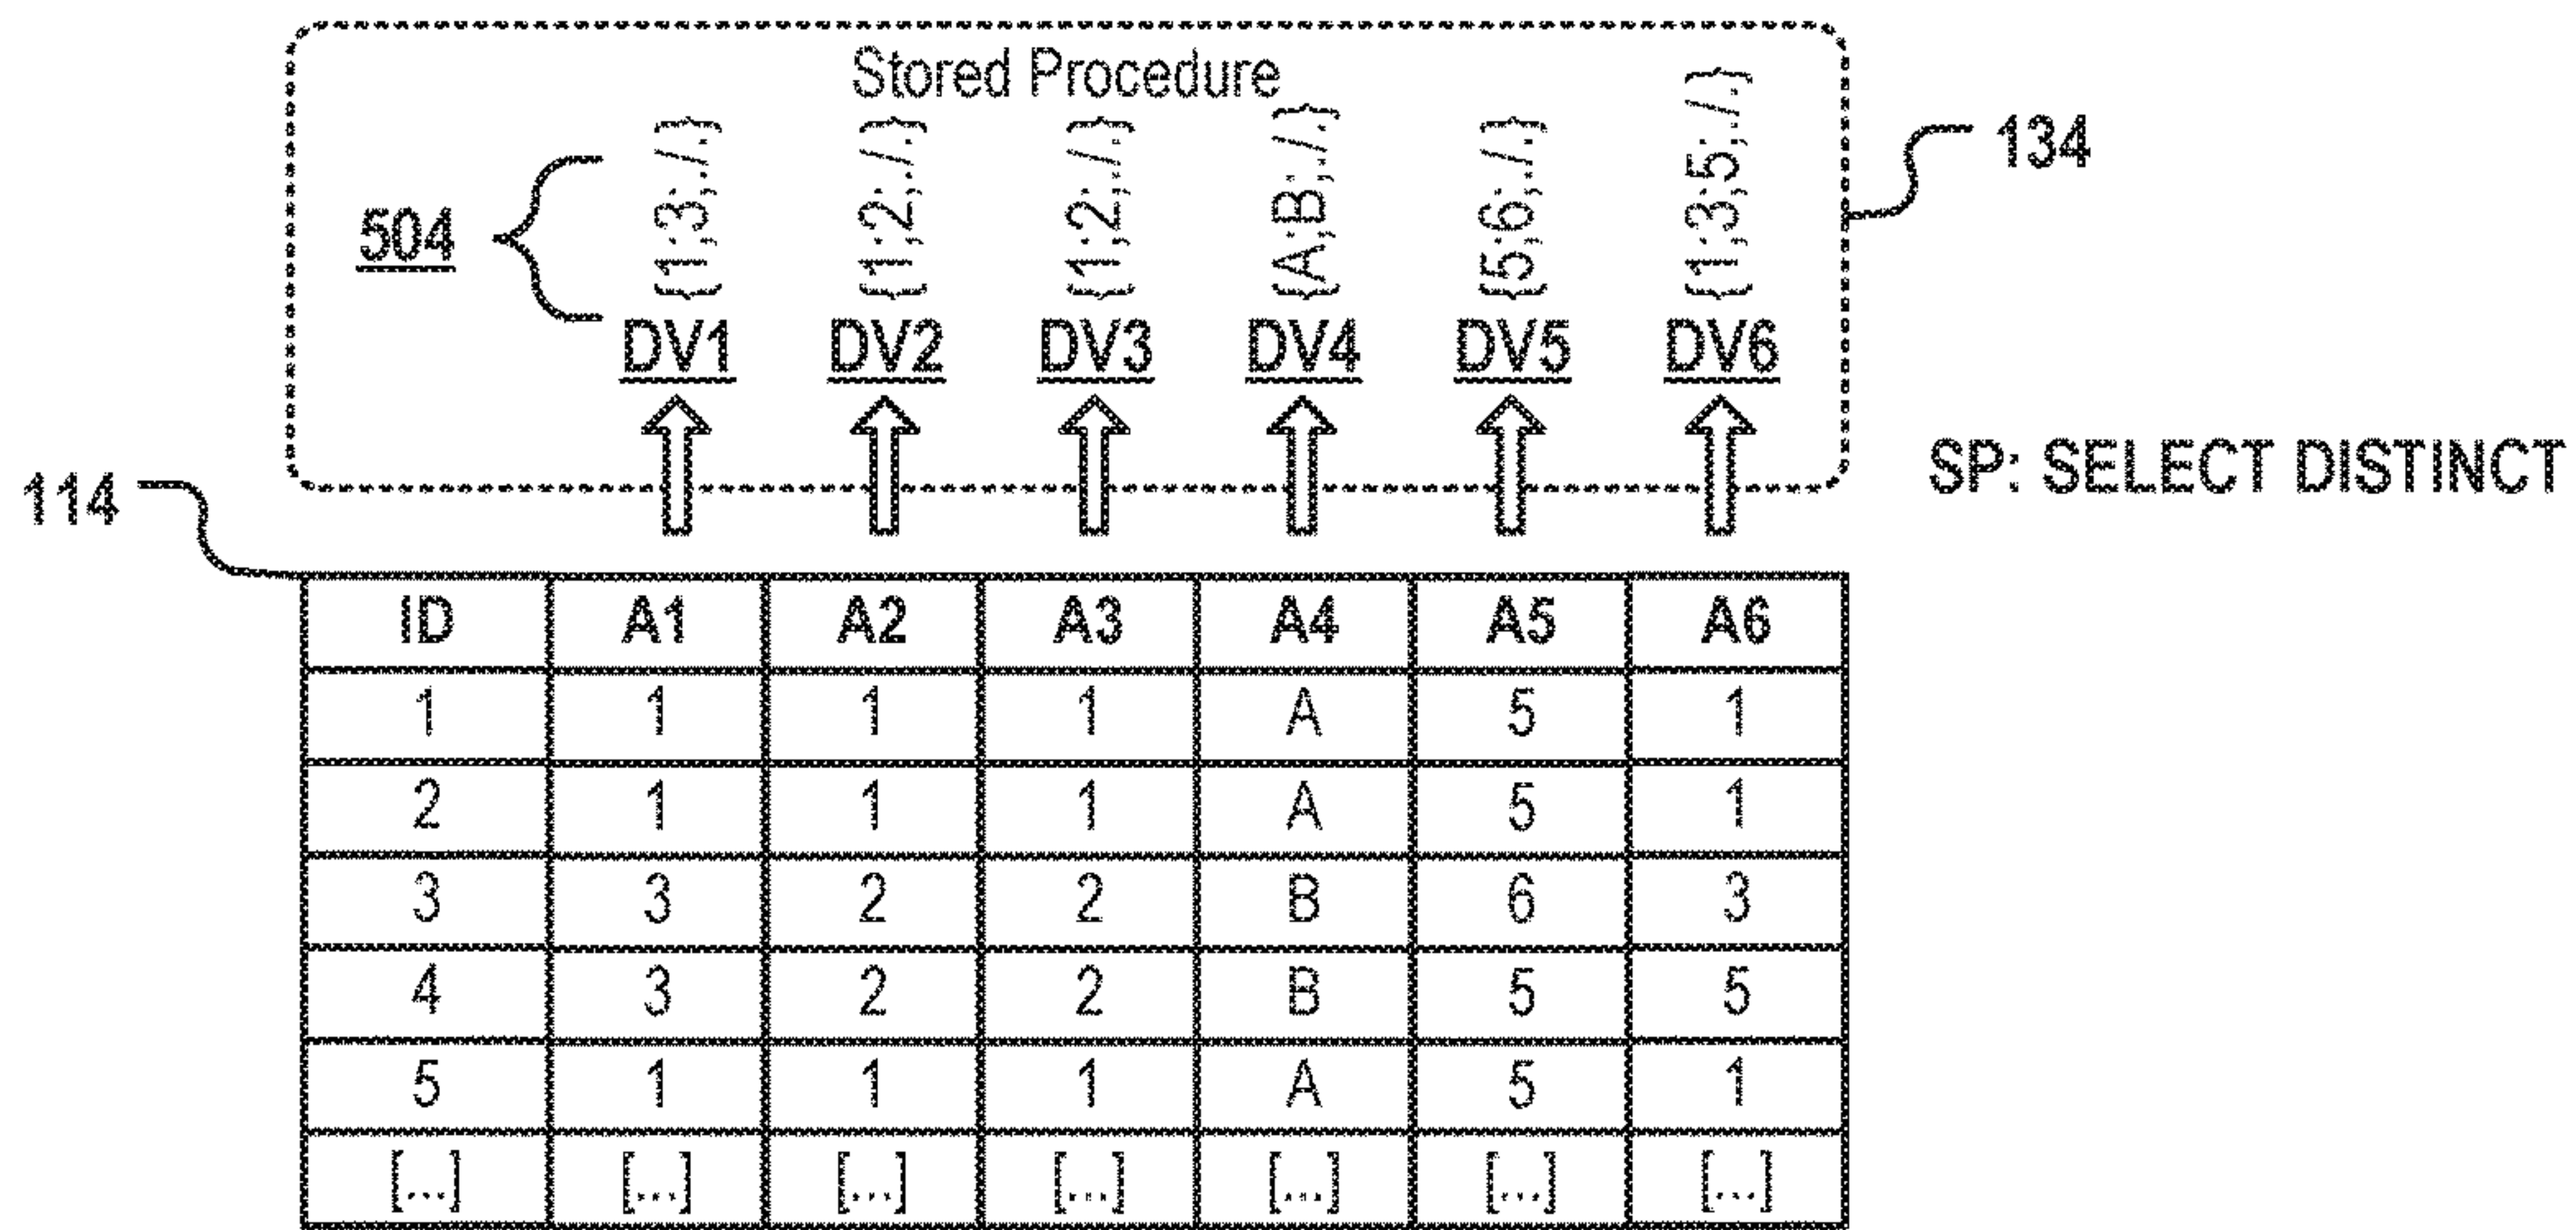 Stored Procedure
134
504
{1;3;./.} {1;2;./.} {1;2;./.} {A;B;./.} {5;6;./.} {1;3;5;./.}
DV1 DV2 DV3 DV4 DV5 DV6
SP: SELECT DISTINCT
114
ID A1 A2 A3 A4 A5 A6
1 1 1 1 A 5 1
2 1 1 1 A 5 1
3 3 2 2 B 6 3
4 3 2 2 B 5 5
5 1 1 1 A 5 1
[...] [...] [...] [...] [...] [...] [...]